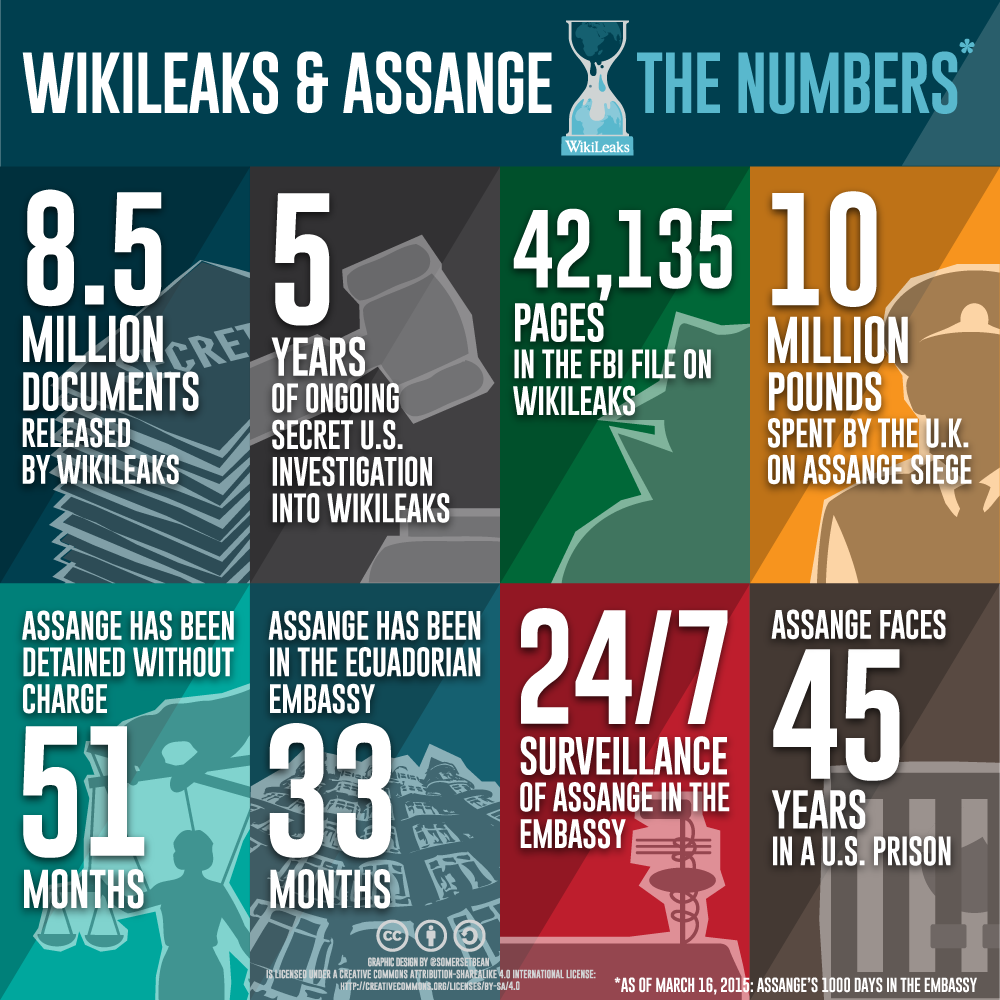 WIKILEAKS & ASSANGE THE NUMBERS*
WikiLeaks
8.5
MILLION
DOCUMENTS
RELEASED
BY WIKILEAKS
CRET
5
YEARS
OF ONGOING
SECRET U.S.
INVESTIGATION
INTO WIKILEAKS
42,135
PAGES
IN THE FBI FILE ON
WIKILEAKS
10
MILLION
POUNDS
SPENT BY THE U.K.
ON ASSANGE SIEGE
ASSANGE HAS BEEN
DETAINED WITHOUT
CHARGE
51
MONTHS
ASSANGE HAS BEEN
IN THE ECUADORIAN
EMBASSY
33
MONTHS
24/7
SURVEILLANCE
OF ASSANGE IN THE
EMBASSY
ASSANGE FACES
45
YEARS
IN A U.S. PRISON
cc
GRAPHIC DESIGN BY @SOMERSETBEAN
IS LICENSED UNDER A CREATIVE COMMONS ATTRIBUTION-SHAREALIKE 4.0 INTERNATIONAL LICENSE:
HTTP://CREATIVECOMMONS.ORG/LICENSES/BY-SA/4.0
*AS OF MARCH 16, 2015: ASSANGE'S 1000 DAYS IN THE EMBASSY